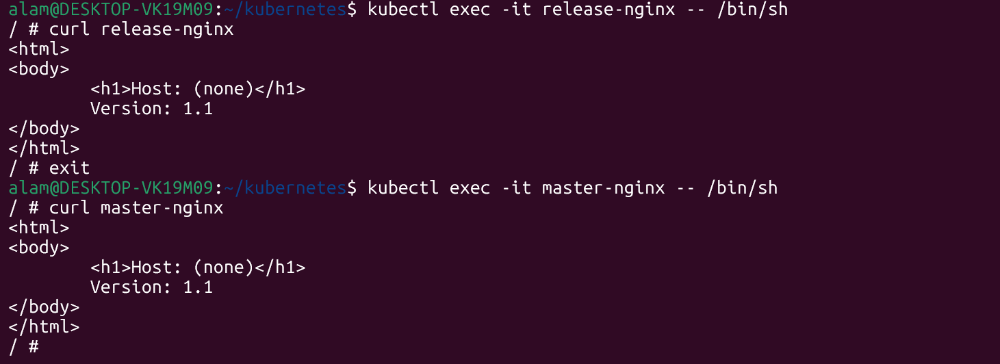 alam@DESKTOP-VK19M09:~/kubernetes$ kubectl exec -it release-nginx -- /bin/sh
/ # curl release-nginx
<html>
<body>
        <h1>Host: (none)</h1>
        Version: 1.1
</body>
</html>
/ # exit
alam@DESKTOP-VK19M09:~/kubernetes$ kubectl exec -it master-nginx -- /bin/sh
/ # curl master-nginx
<html>
<body>
        <h1>Host: (none)</h1>
        Version: 1.1
</body>
</html>
/ #